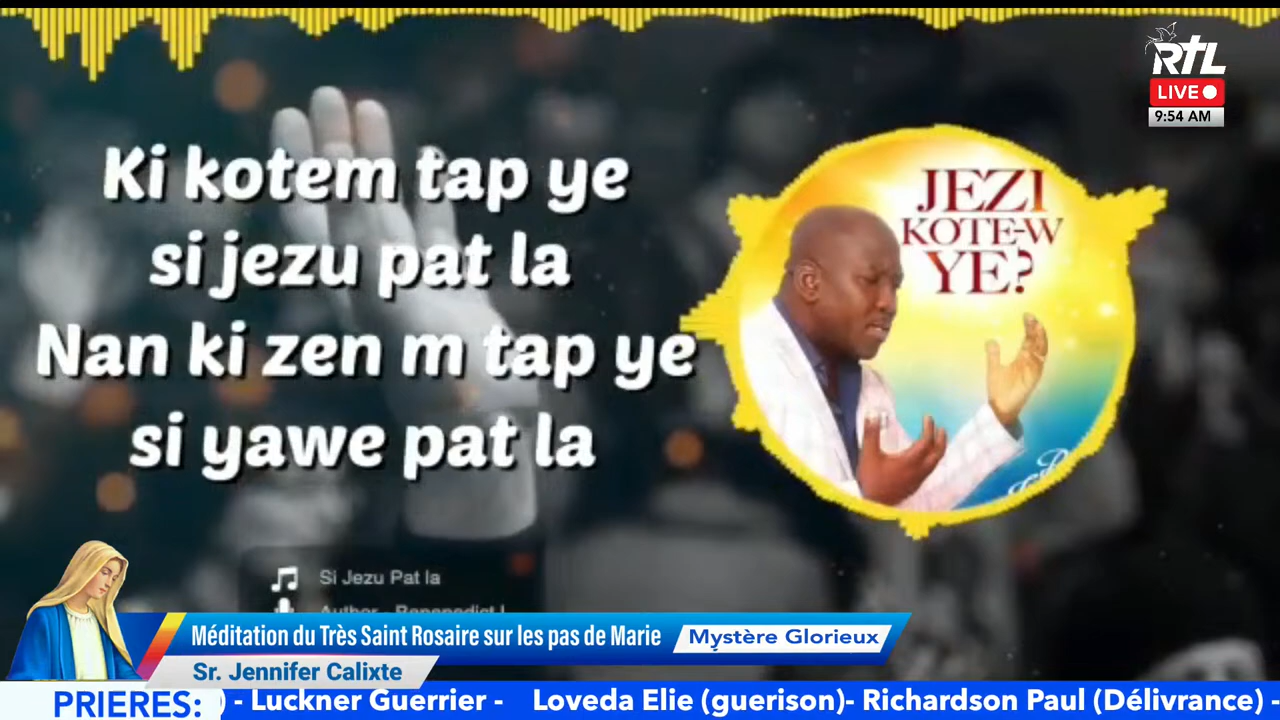 RTL
LIVE
9:54 AM
Ki kotem tap ye
si jezu pat la
Nan ki zen m tap ye
si yawe pat la
JEZI
KOTE-W
YE?
Si Jezu Pat la
Author -
Méditation du Très Saint Rosaire sur les pas de Marie
Mystère Glorieux
Sr. Jennifer Calixte
PRIERES: ) - Luckner Guerrier - Loveda Elie (guerison)- Richardson Paul (Délivrance) -